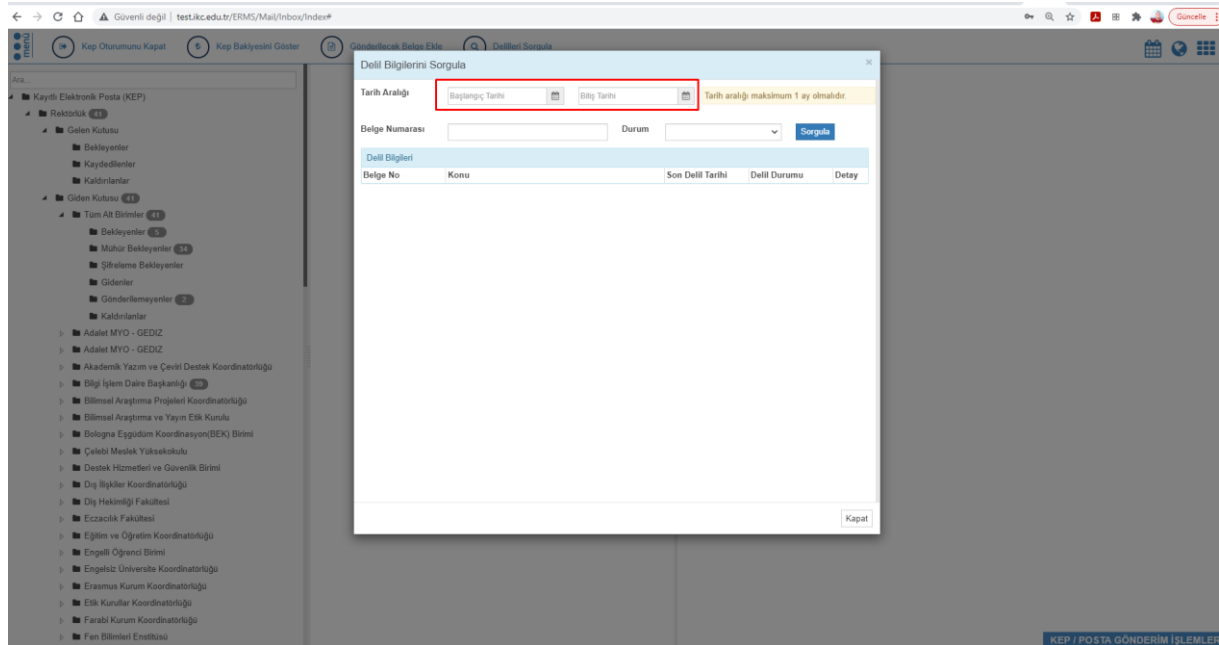 Güvenli değil | test.ikc.edu.tr/ERMS/Mail/Inbox/Index#
Güncelle
menü
Kep Oturumunu Kapat
Kep Bakiyesini Göster
Gönderilecek Belge Ekle
Delilleri Sorgula
Ara...
Kayıtlı Elektronik Posta (KEP)
Rektörlük 41
Gelen Kutusu
Bekleyenler
Kaydedilenler
Kaldırılanlar
Giden Kutusu 41
Tüm Alt Birimler 41
Bekleyenler 5
Mühür Bekleyenler 34
Şifreleme Bekleyenler
Gidenler
Gönderilemeyenler 2
Kaldırılanlar
Adalet MYO - GEDİZ
Adalet MYO - GEDİZ
Akademik Yazım ve Çeviri Destek Koordinatörlüğü
Bilgi İşlem Daire Başkanlığı 39
Bilimsel Araştırma Projeleri Koordinatörlüğü
Bilimsel Araştırma ve Yayın Etik Kurulu
Bologna Eşgüdüm Koordinasyon(BEK) Birimi
Çelebi Meslek Yüksekokulu
Destek Hizmetleri ve Güvenlik Birimi
Dış İlişkiler Koordinatörlüğü
Diş Hekimliği Fakültesi
Eczacılık Fakültesi
Eğitim ve Öğretim Koordinatörlüğü
Engelli Öğrenci Birimi
Engelsiz Üniversite Koordinatörlüğü
Erasmus Kurum Koordinatörlüğü
Etik Kurullar Koordinatörlüğü
Farabi Kurum Koordinatörlüğü
Fen Bilimleri Enstitüsü
Delil Bilgilerini Sorgula ×
Tarih Aralığı Başlangıç Tarihi Bitiş Tarihi Tarih aralığı maksimum 1 ay olmalıdır.
Belge Numarası Durum Sorgula
Delil Bilgileri
Belge No Konu Son Delil Tarihi Delil Durumu Detay
Kapat
KEP / POSTA GÖNDERİM İŞLEMLER